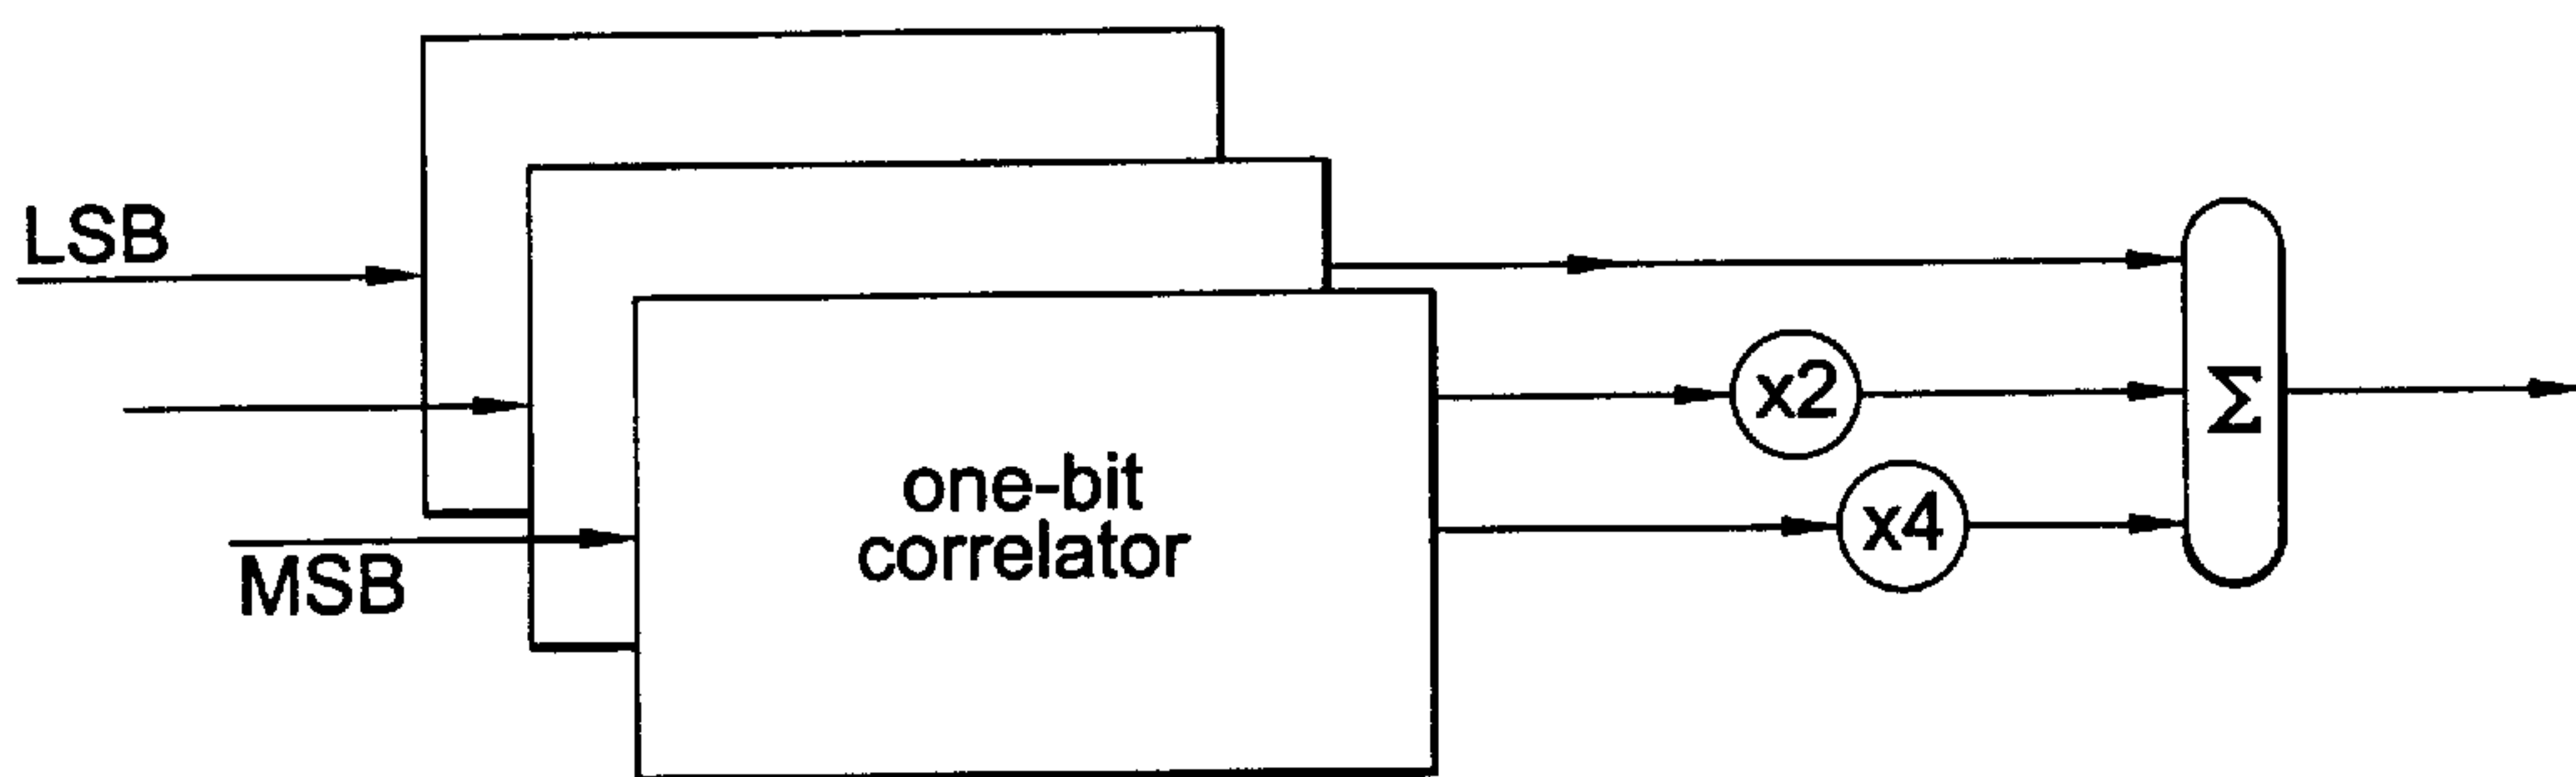 LSB
MSB
one-bit
correlator
x2
x4
Σ